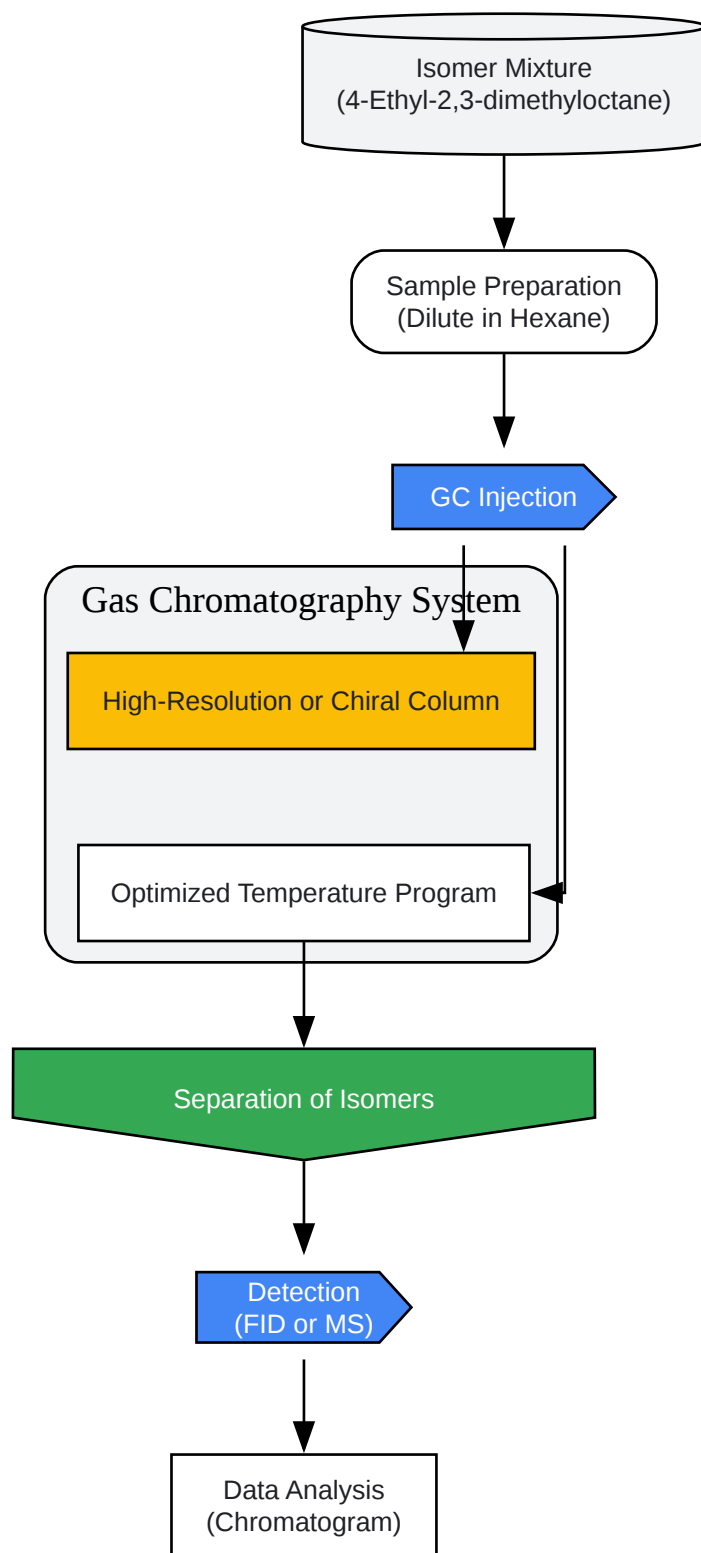 Isomer Mixture
(4-Ethyl-2,3-dimethyloctane)
Sample Preparation
(Dilute in Hexane)
GC Injection
Gas Chromatography System
High-Resolution or Chiral Column
Optimized Temperature Program
Separation of Isomers
Detection
(FID or MS)
Data Analysis
(Chromatogram)